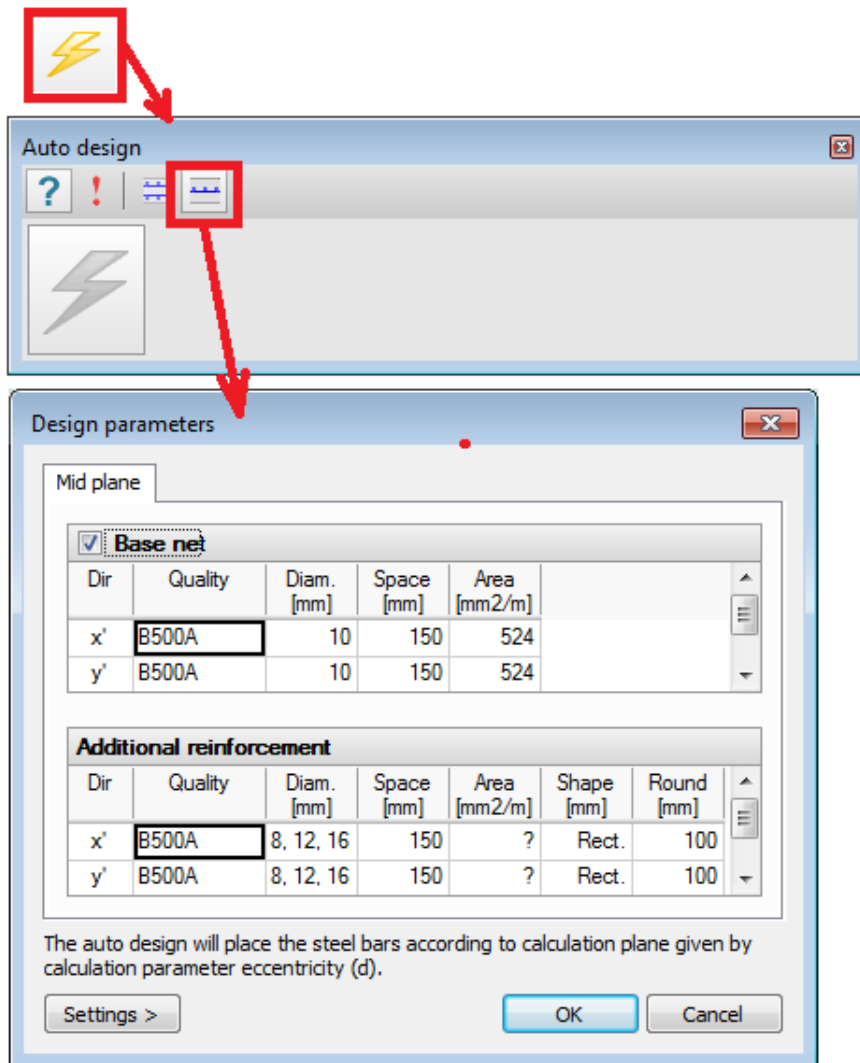 Auto design
? !
Design parameters
Mid plane
Base net
Dir Quality Diam. Space Area
[mm] [mm] [mm2/m]
x' B500A 10 150 524
y' B500A 10 150 524
Additional reinforcement
Dir Quality Diam. Space Area Shape Round
[mm] [mm] [mm2/m] [mm] [mm]
x' B500A 8, 12, 16 150 ? Rect. 100
y' B500A 8, 12, 16 150 ? Rect. 100
The auto design will place the steel bars according to calculation plane given by
calculation parameter eccentricity (d).
Settings > OK Cancel